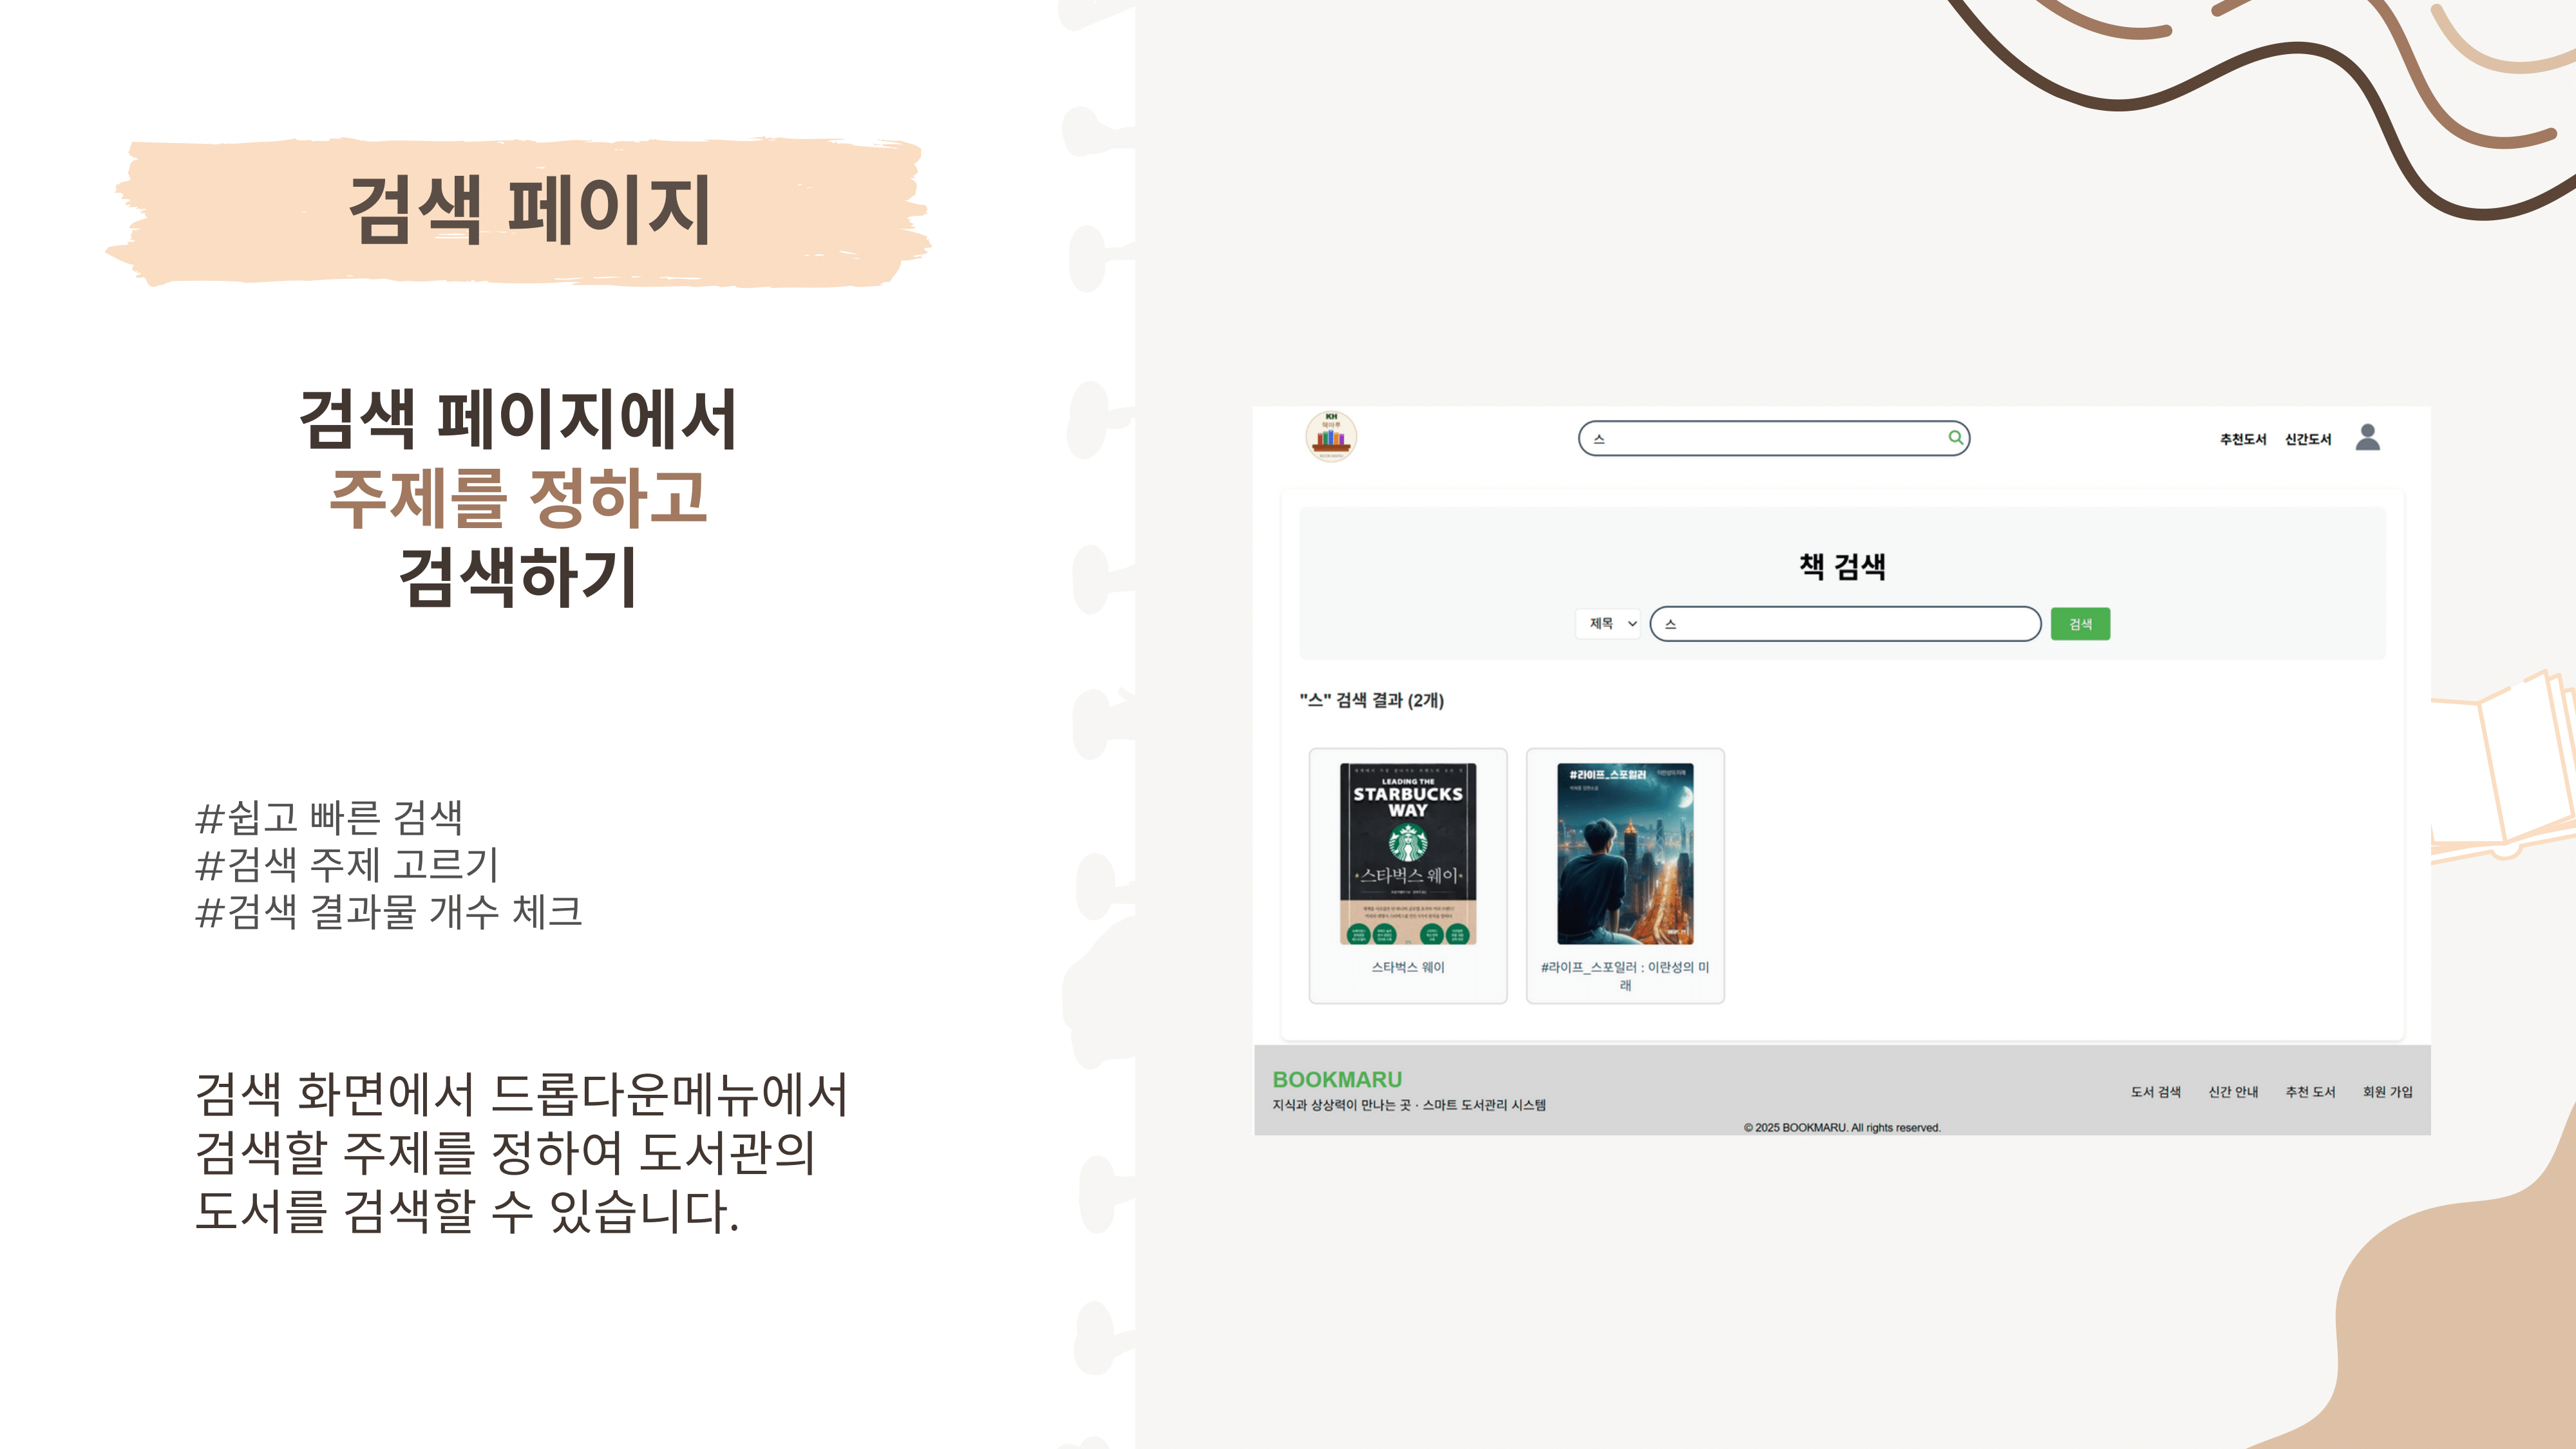 검색 페이지
검색 페이지에서
주제를 정하고
검색하기
#쉽고 빠른 검색
#검색 주제 고르기
#검색 결과물 개수 체크
검색 화면에서 드롭다운메뉴에서
검색할 주제를 정하여 도서관의
도서를 검색할 수 있습니다.
KH
스
추천도서 신간도서
책 검색
제목 스 검색
"스" 검색 결과 (2개)
LEADING THE
STARBUCKS
WAY
스타벅스 웨이
스타벅스 웨이
#라이프_스포일러
#라이프_스포일러 : 이란성의 미
래
BOOKMARU
지식과 상상력이 만나는 곳 · 스마트 도서관리 시스템
도서 검색 신간 안내 추천 도서 회원 가입
© 2025 BOOKMARU. All rights reserved.